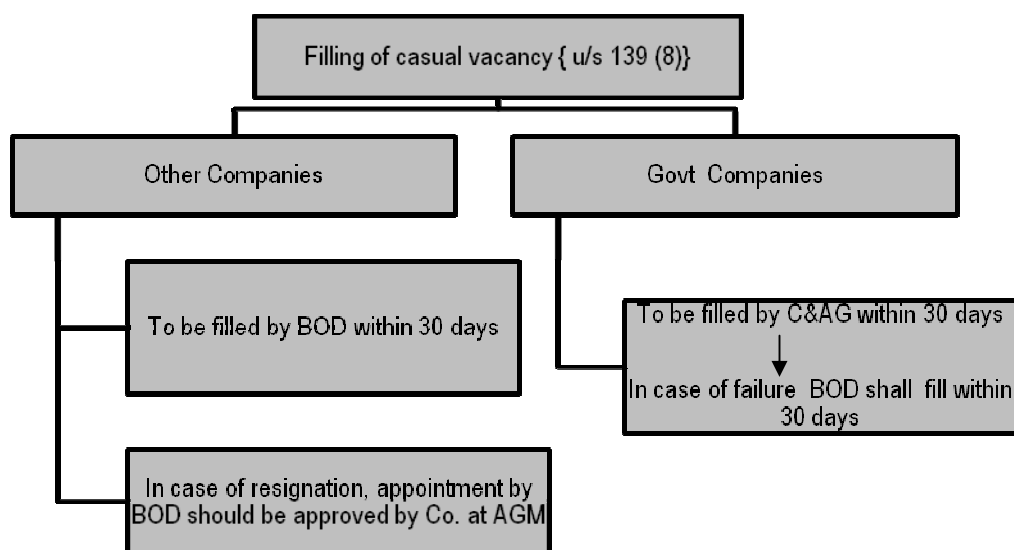 Filling of casual vacancy { u/s 139 (8)}
Other Companies
Govt Companies
To be filled by BOD within 30 days
To be filled by C&AG within 30 days
In case of failure BOD shall fill within
30 days
In case of resignation, appointment by
BOD should be approved by Co. at AGM